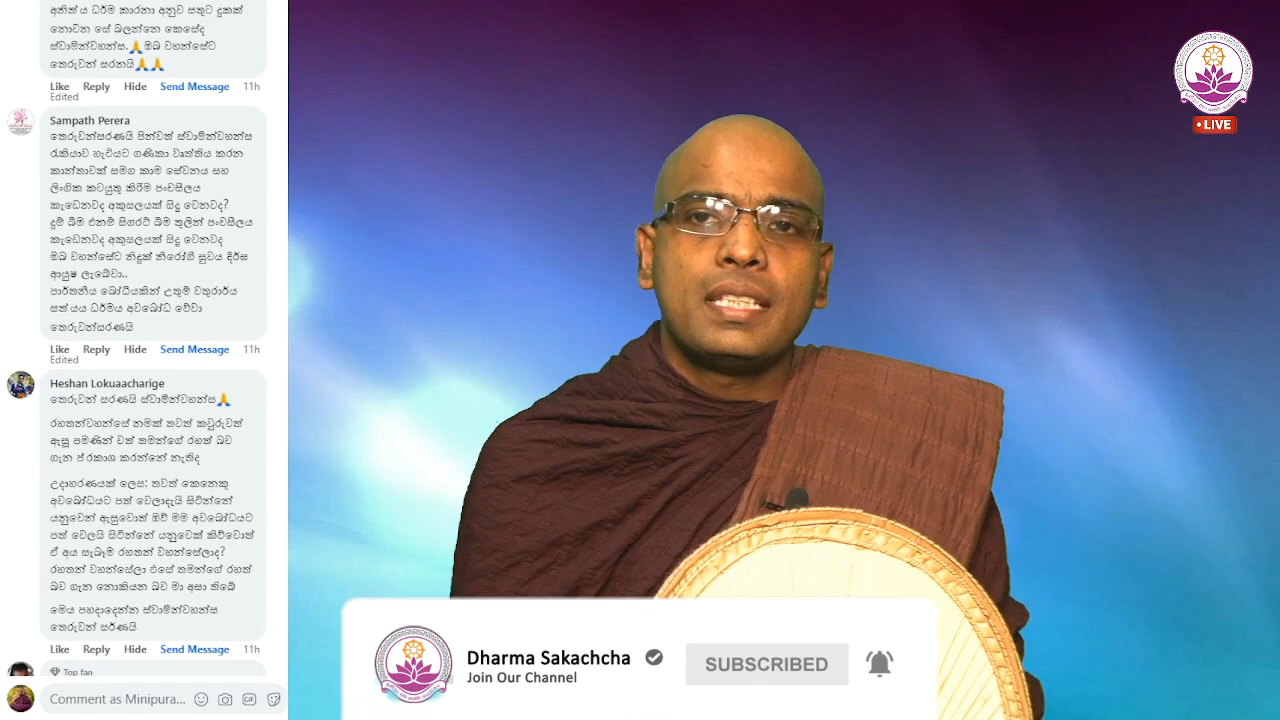 අනිත්‍ය ධර්ම කාරනා අනුව සතුට දුකක්
නොවන සේ බලන්නෙ කෙසේද
ස්වාමින්වහන්ස.🙏ඔබ වහන්සේට
තෙරුවන් සරනයි🙏🙏
Like Reply Hide Send Message 11h
Edited
Sampath Perera
තෙරුවන්සරණයි පින්වත් ස්වාමින්වහන්ස
රැකියාව හැටියට ගණිකා වෘත්තිය කරන
කාන්තාවක් සමග කාම සේවනය සහ
ලිංගික කටයුතු කිරීම පංචසීලය
කැඩෙනවද අකුසලයක් සිදු වෙනවද?
දුම් බීම එනම් සිගරට් බීම තුලින් පංචසීලය
කැඩෙනවද අකුසලයක් සිදු වෙනවද
ඔබ වහන්සේට නිදුක් නිරෝගී සුවය දීර්ඝ
ආයුෂ ලැබේවා..
පාර්තනීය බෝධියකින් උතුම් චතුරාර්ය
සත්‍යය ධර්මය අවබෝධ වේවා
තෙරුවන්සරණයි
Like Reply Hide Send Message 11h
Edited
Heshan Lokuaacharige
තෙරුවන් සරණයි ස්වාමින්වහන්ස🙏
රහතන්වහන්සේ නමක් තවත් කවුරුවත්
ඇසූ පමණින් වත් තමන්ගේ රහත් බව
ගැන ප්‍රකාශ කරන්නේ නැතිද
උදාහරණයක් ලෙස: තවත් කෙනෙකු
අවබෝධයට පත් වෙලාදැයි සිටින්නේ
යනුවෙන් ඇසුවොත් ඔව් මම අවබෝධයට
පත් වෙලයි සිටින්නේ යනුවෙක් කිව්වොත්
ඒ අය සැබෑම රහතන් වහන්සේලාද?
රහතන් වහන්සේලා එසේ තමන්ගේ රහත්
බව ගැන නොකියන බව මා අසා තිබේ
මෙය පහදාදෙන්න ස්වාමින්වහන්ස
තෙරුවන් සර්ණයි
Like Reply Hide Send Message 11h
Top fan
Comment as Minipura...
LIVE
Dharma Sakachcha
Join Our Channel
SUBSCRIBED